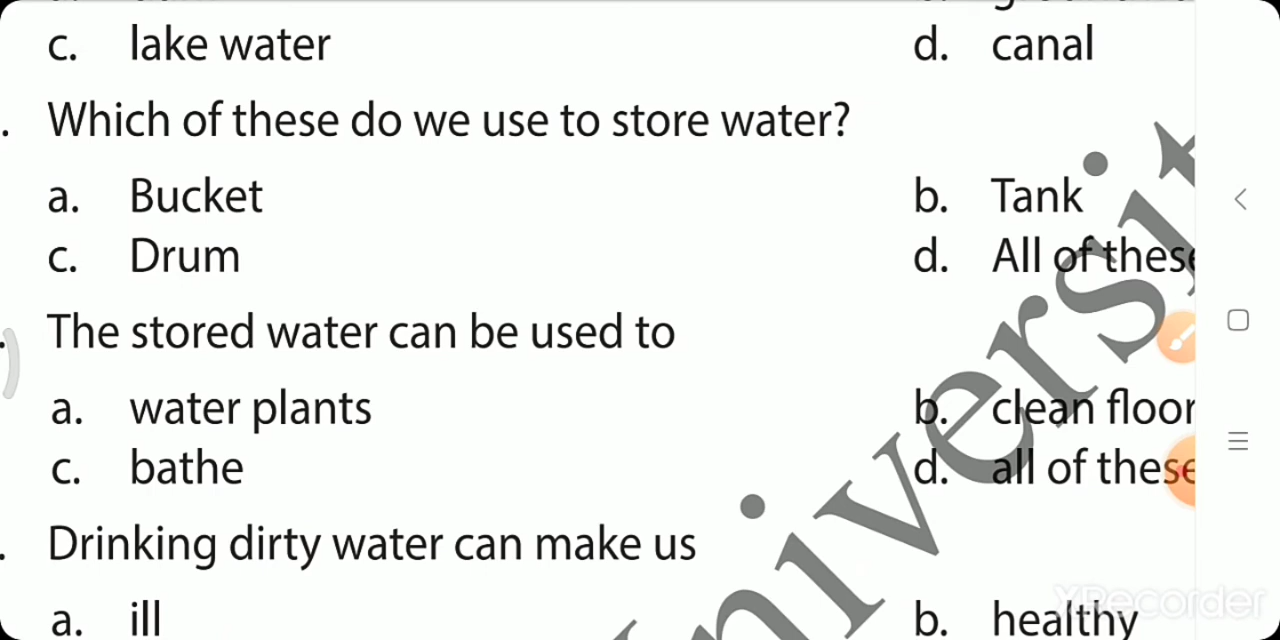 c. lake water d. canal
. Which of these do we use to store water?
a. Bucket b. Tank
c. Drum d. All of these
. The stored water can be used to
a. water plants b. clean floor
c. bathe d. all of these
. Drinking dirty water can make us
a. ill b. healthy
XRecorder